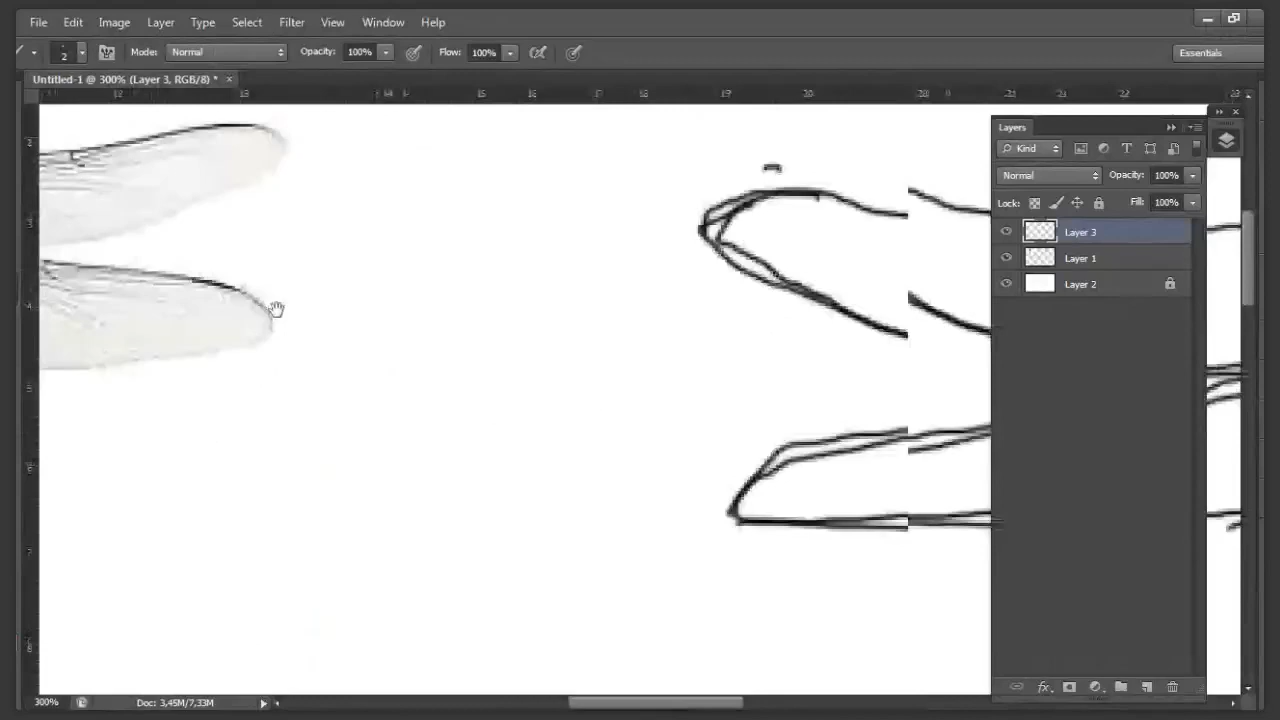 File Edit Image Layer Type Select Filter View Window Help
2 Mode: Normal Opacity: 100% Flow: 100% Essentials
Untitled-1 @ 300% (Layer 3, RGB/8) * ×
Layers
Kind
Normal Opacity: 100%
Lock: Fill: 100%
Layer 3
Layer 1
Layer 2
fx
300% Doc: 3,45M/7,33M